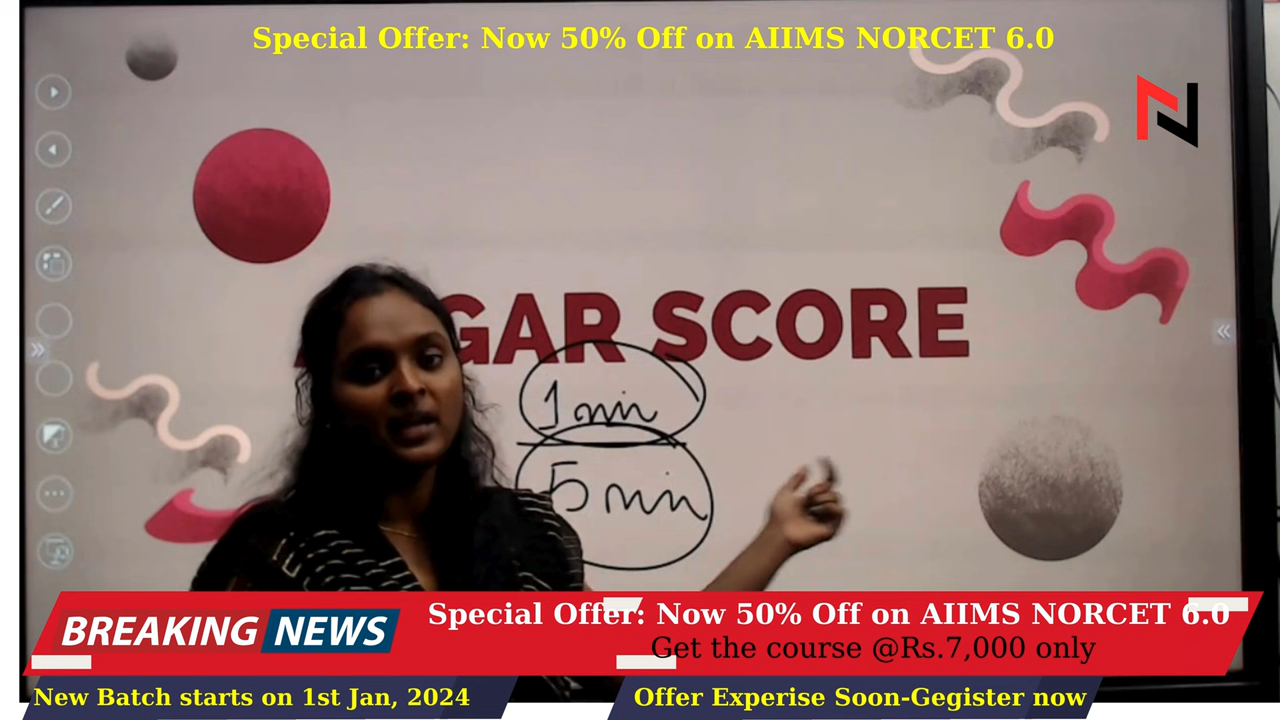 Special Offer: Now 50% Off on AIIMS NORCET 6.0
GAR SCORE
1 min
5 min
BREAKING NEWS
Special Offer: Now 50% Off on AIIMS NORCET 6.0
Get the course @Rs.7,000 only
New Batch starts on 1st Jan, 2024
Offer Experise Soon-Gegister now